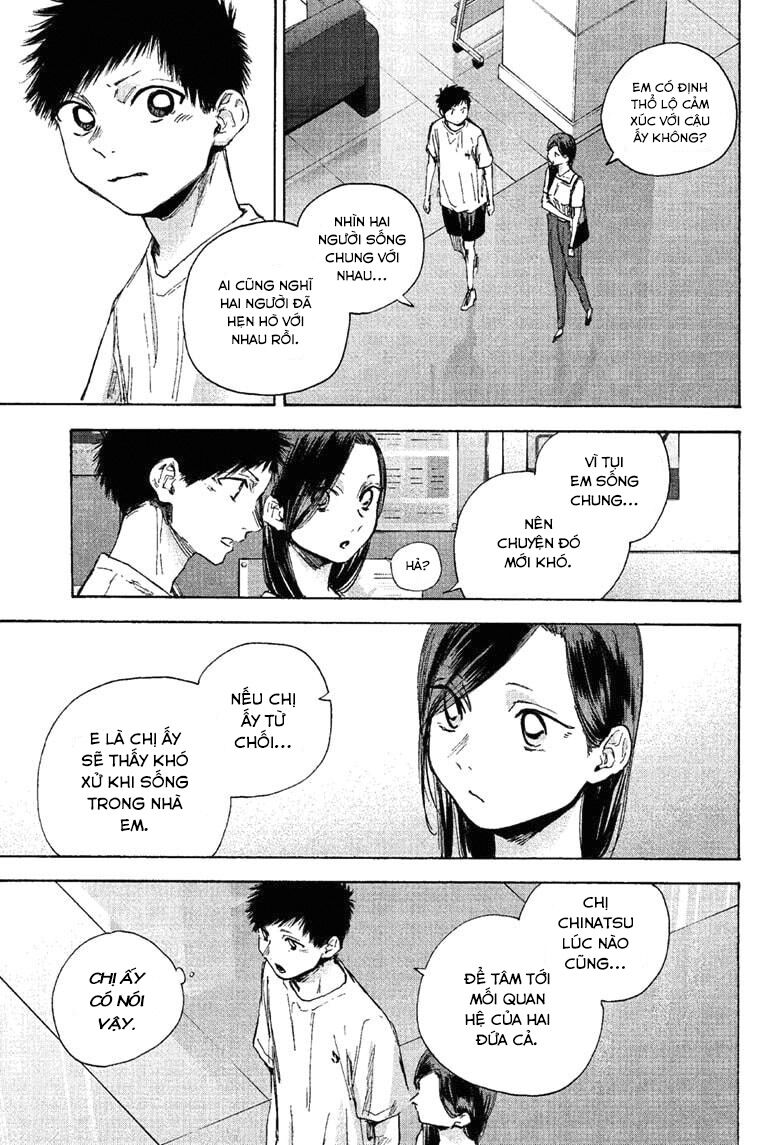 EM CÓ ĐỊNH
THỔ LỘ CẢM
XÚC VỚI CẬU
ẤY KHÔNG?
NHÌN HAI
NGƯỜI SỐNG
CHUNG VỚI
NHAU...
AI CŨNG NGHĨ
HAI NGƯỜI ĐÃ
HẸN HÒ VỚI
NHAU RỒI.
VÌ TỤI
EM SỐNG
CHUNG...
NÊN
CHUYỆN ĐÓ
MỚI KHÓ.
HẢ?
NẾU CHỊ
ẤY TỪ
CHỐI...
E LÀ CHỊ ẤY
SẼ THẤY KHÓ
XỬ KHI SỐNG
TRONG NHÀ
EM.
CHỊ
CHINATSU
LÚC NÀO
CŨNG...
ĐỂ TÂM TỚI
MỐI QUAN
HỆ CỦA HAI
ĐỨA CẢ.
CHỊ ẤY
CÓ NÓI
VẬY.